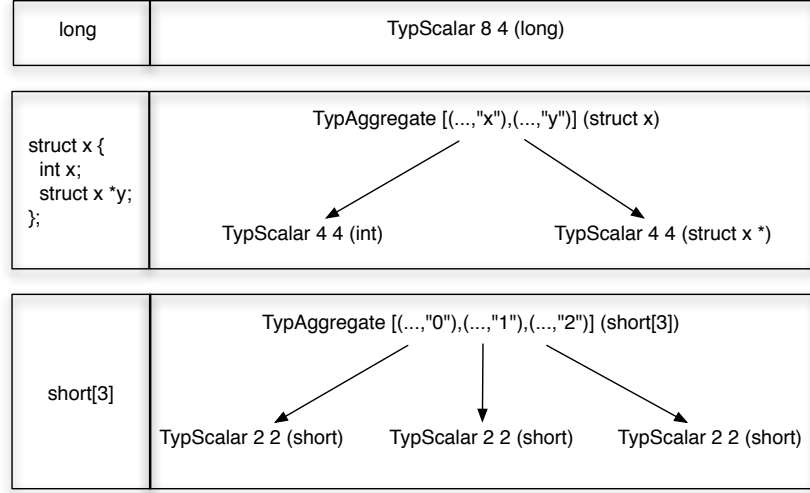 long
TypScalar 8 4 (long)
struct x {
int x;
struct x *y;
};
TypAggregate [(...,"x"),(...,"y")] (struct x)
TypScalar 4 4 (int)
TypScalar 4 4 (struct x *)
short[3]
TypAggregate [(...,"0"),(...,"1"),(...,"2")] (short[3])
TypScalar 2 2 (short)
TypScalar 2 2 (short)
TypScalar 2 2 (short)